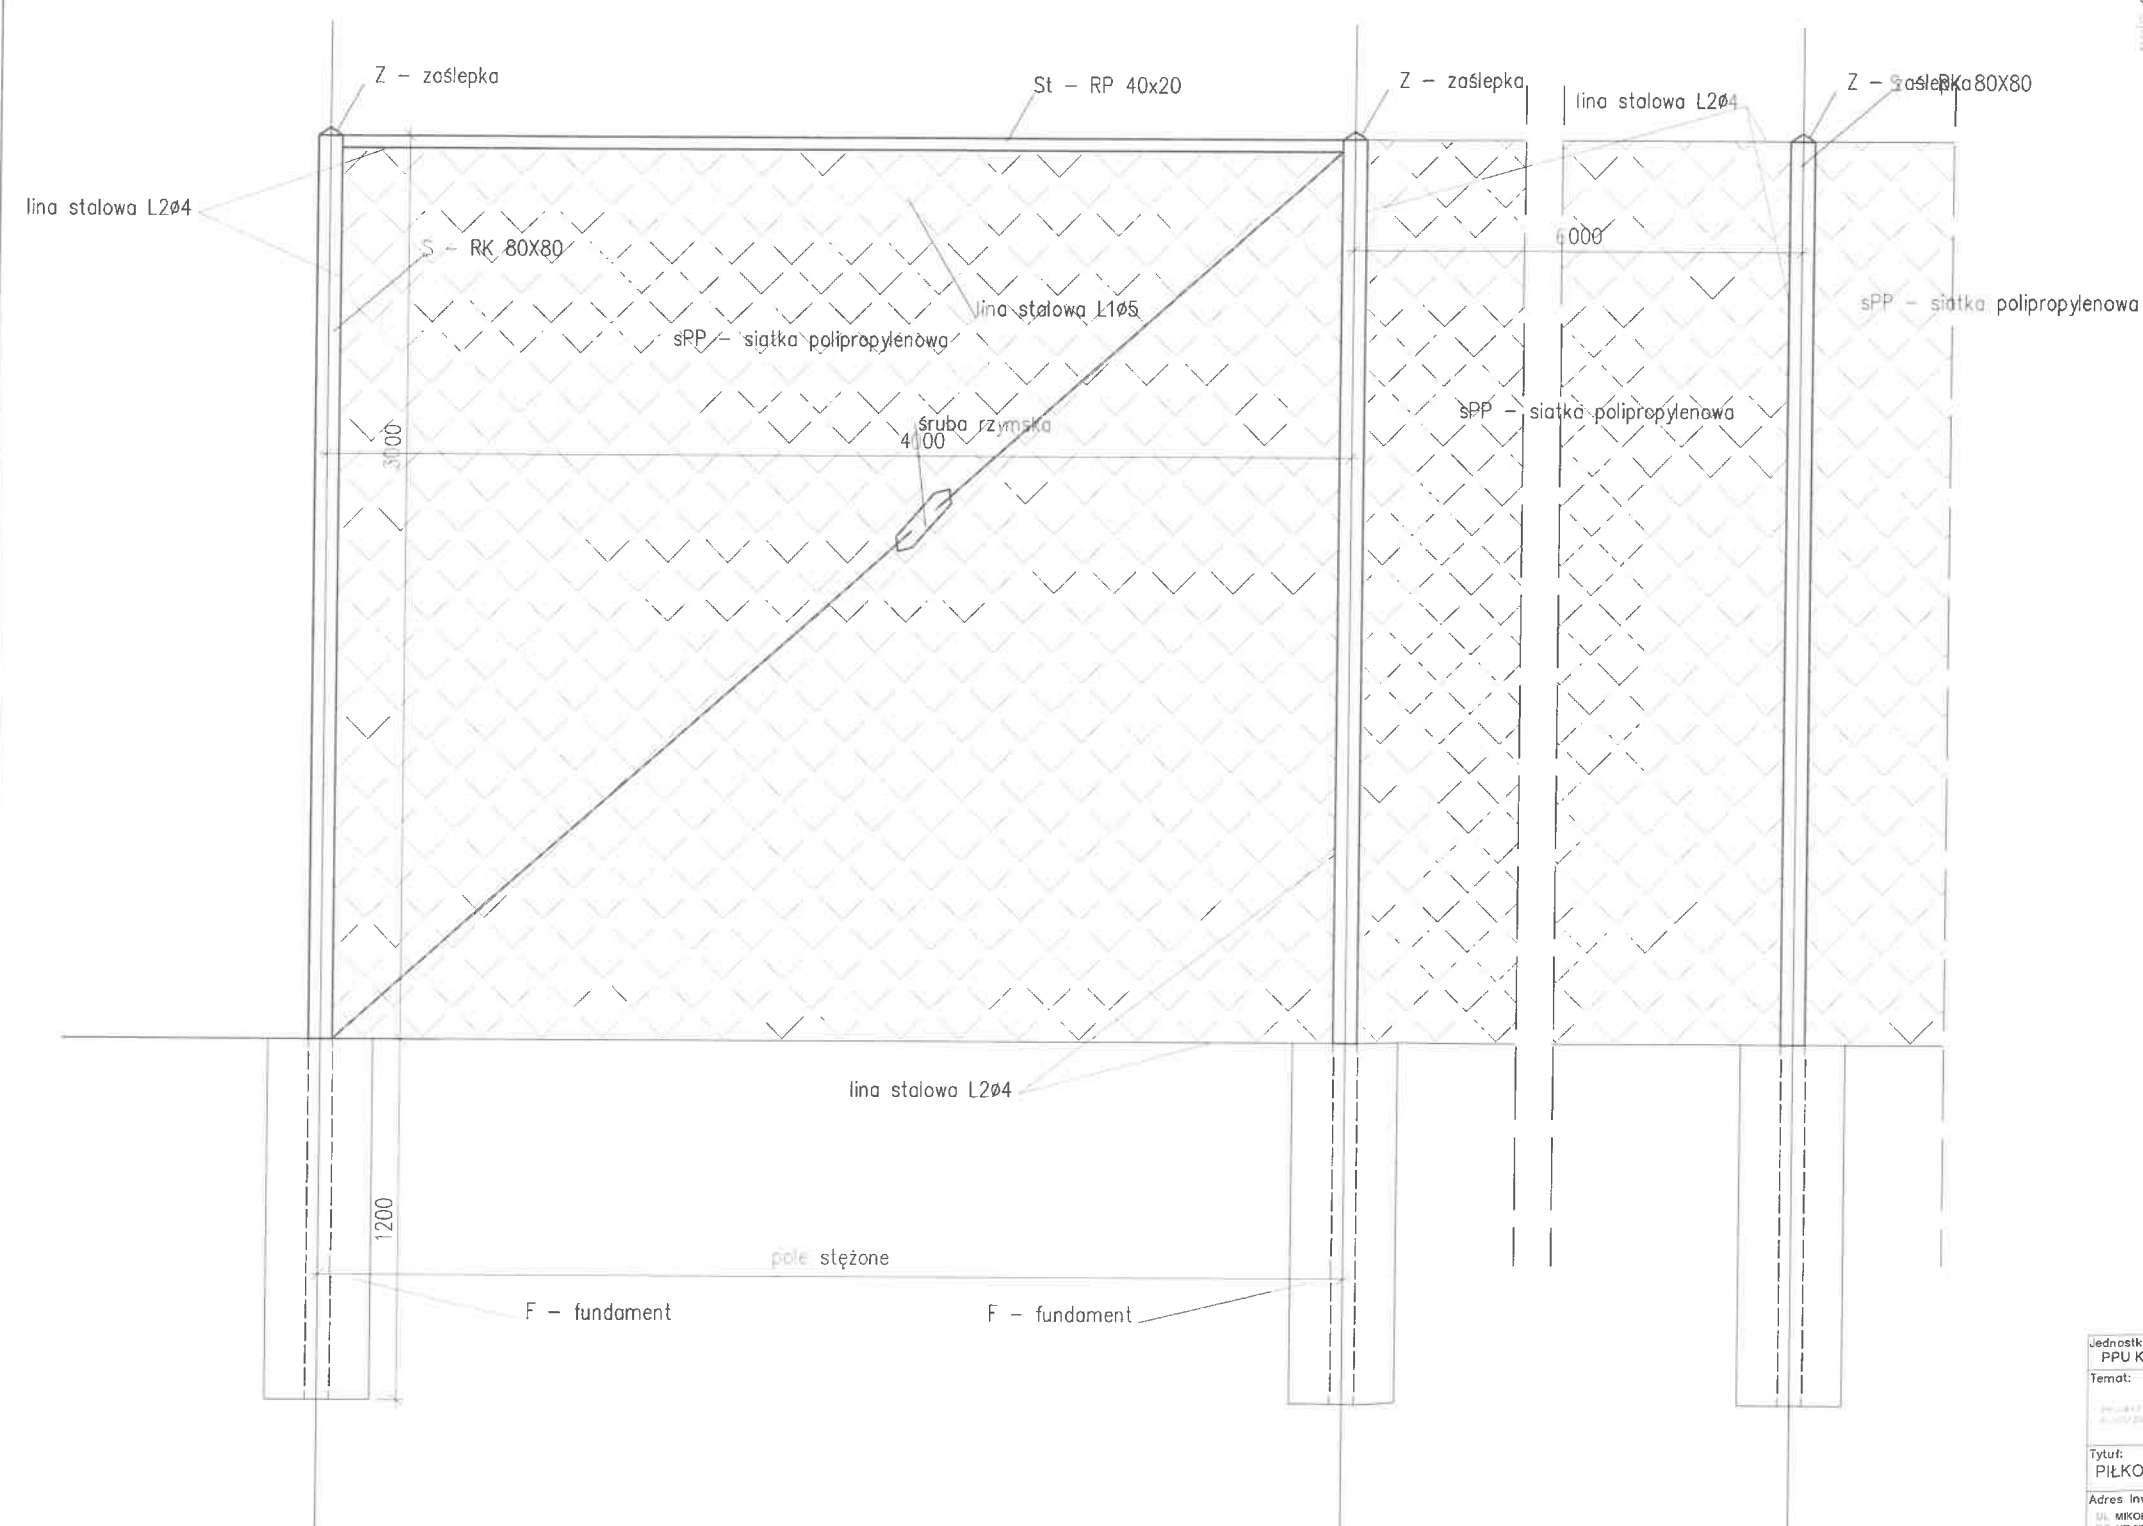 Z – zaślepka
St – RP 40x20
Z – zaślepka
lina stalowa L2ø4
Z – zaślepka
S – RK 80X80
lina stalowa L2ø4
S – RK 80X80
6000
lina stalowa L1ø5
sPP – siatka polipropylenowa
sPP – siatka polipropylenowa
sPP – siatka polipropylenowa
śruba rzymska
4000
3000
lina stalowa L2ø4
1200
pole stężone
F – fundament
F – fundament
Jednostk
PPU K
Temat:
Tytuł:
PIŁKO
Adres In
UL. MIKOŁ